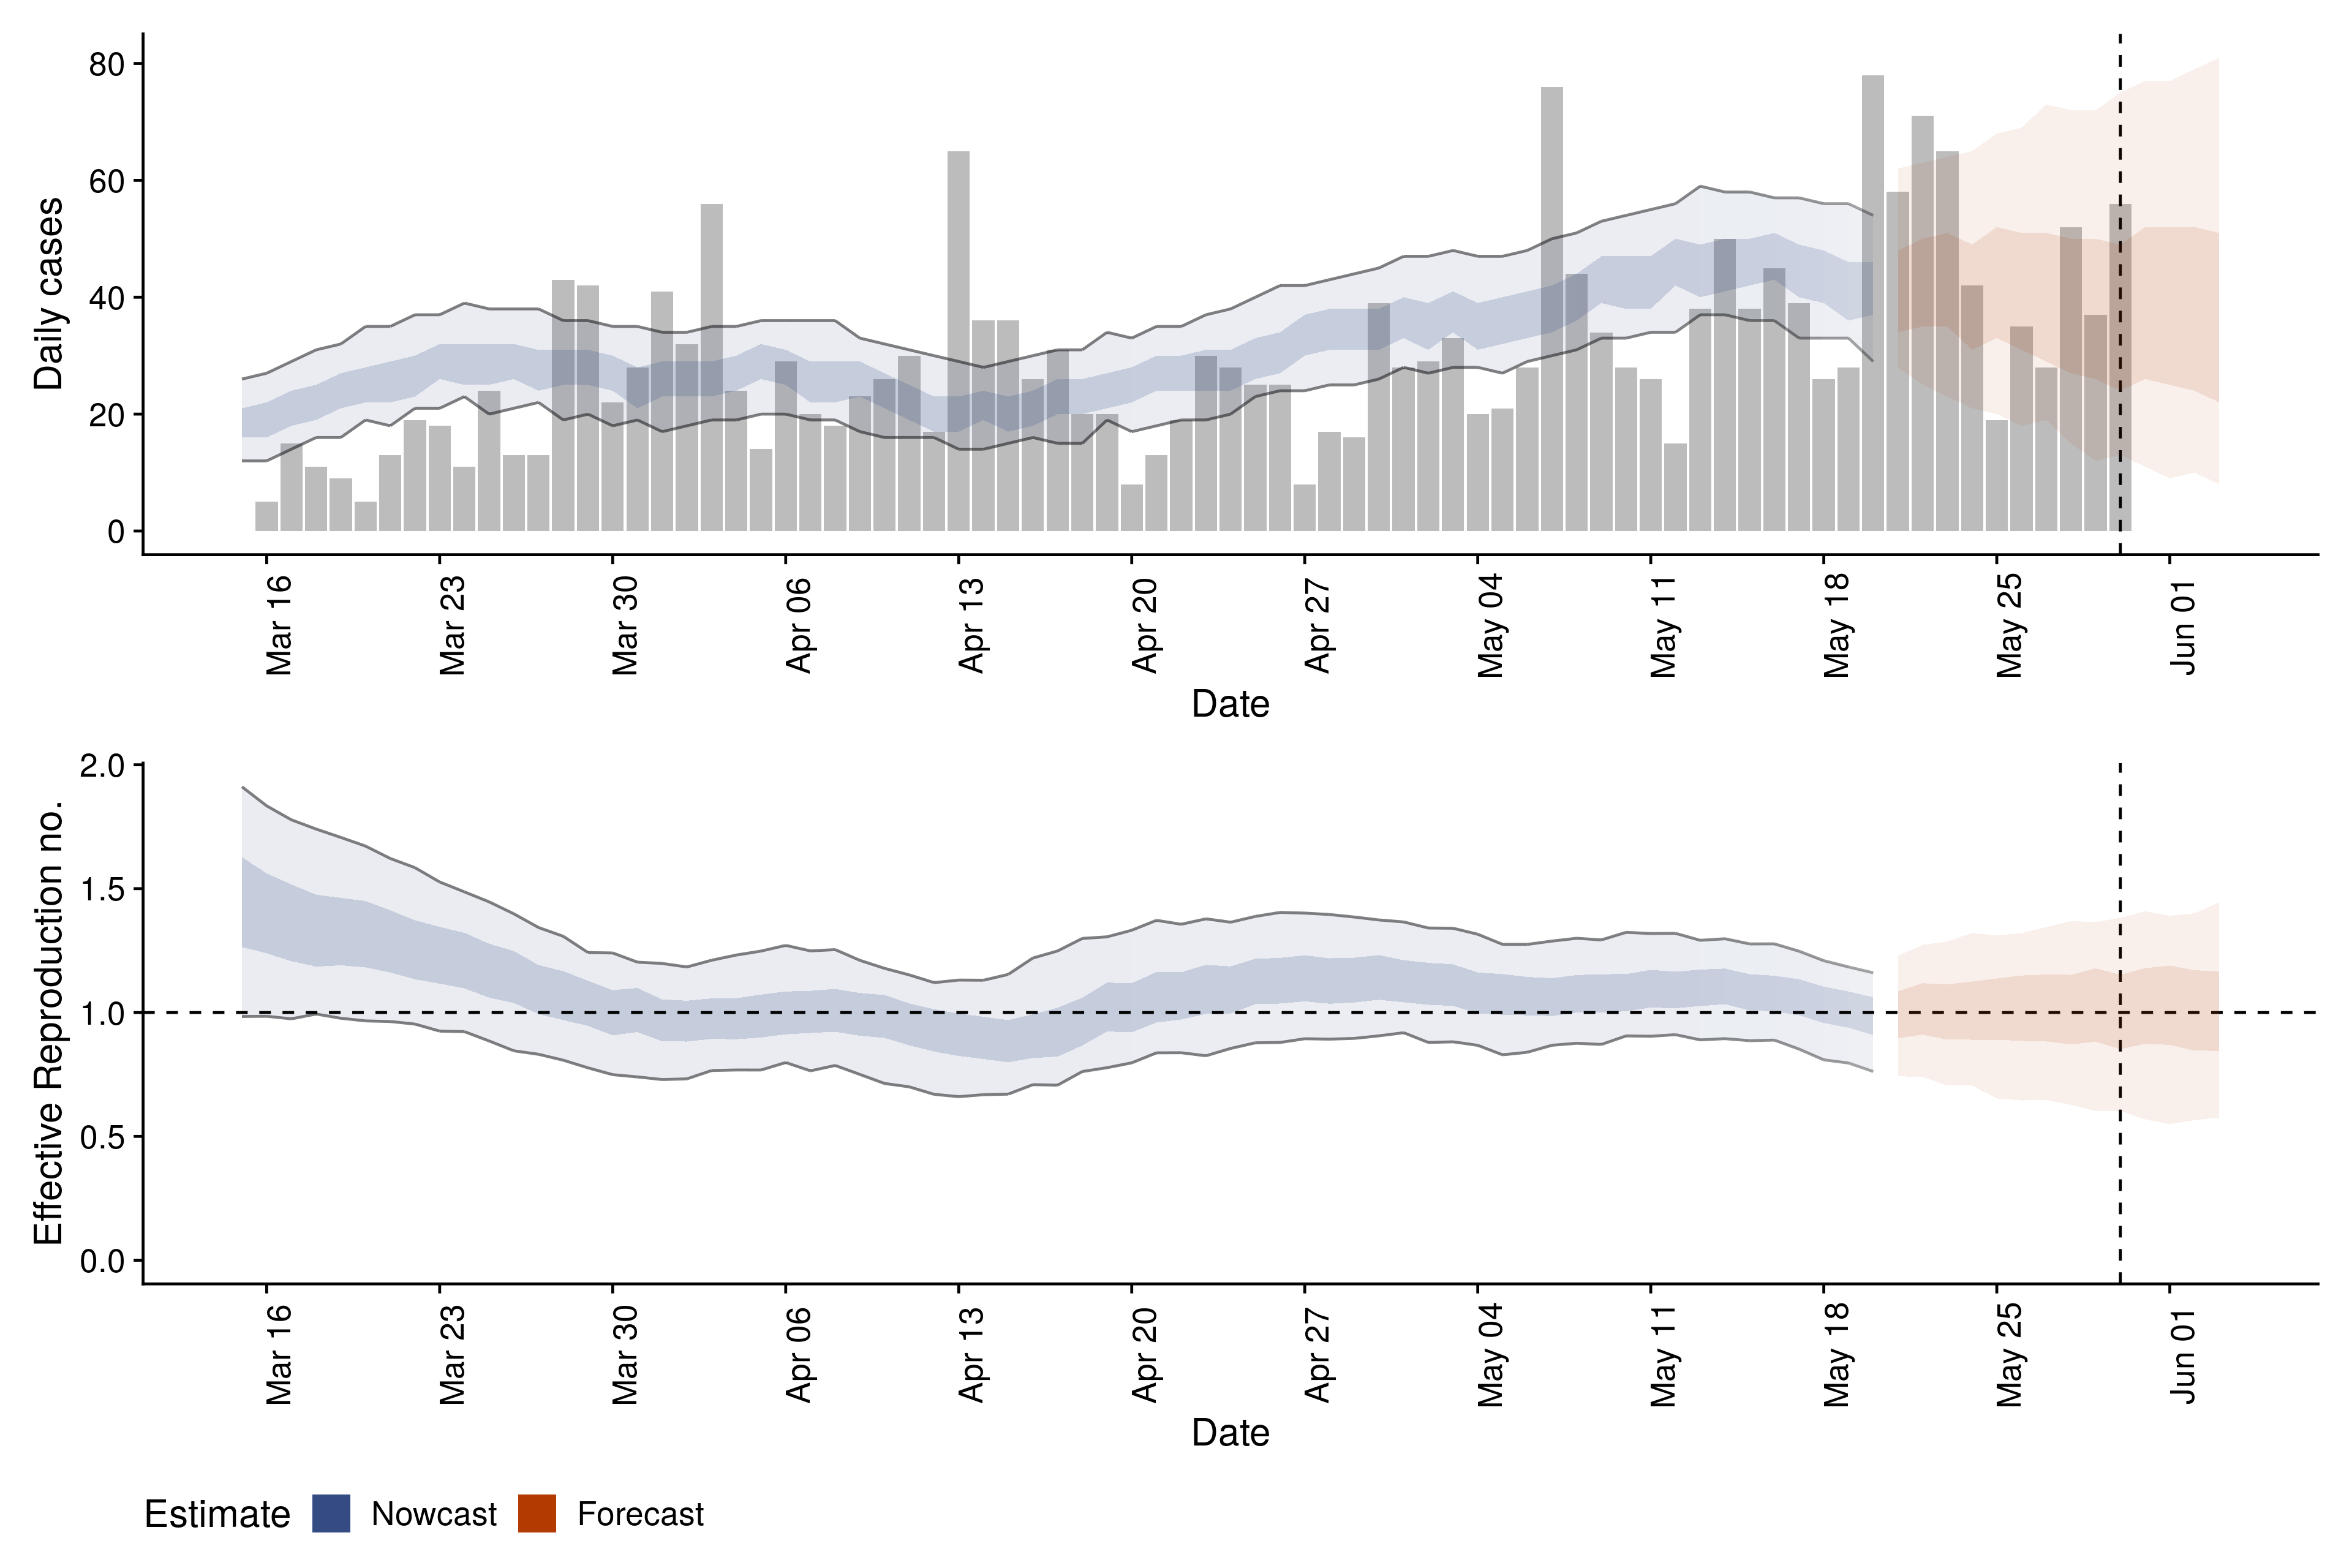 Daily cases
80
60
40
20
0
Mar 16 Mar 23 Mar 30 Apr 06 Apr 13 Apr 20 Apr 27 May 04 May 11 May 18 May 25 Jun 01
Date
Effective Reproduction no.
2.0
1.5
1.0
0.5
0.0
Mar 16 Mar 23 Mar 30 Apr 06 Apr 13 Apr 20 Apr 27 May 04 May 11 May 18 May 25 Jun 01
Date
Estimate Nowcast Forecast